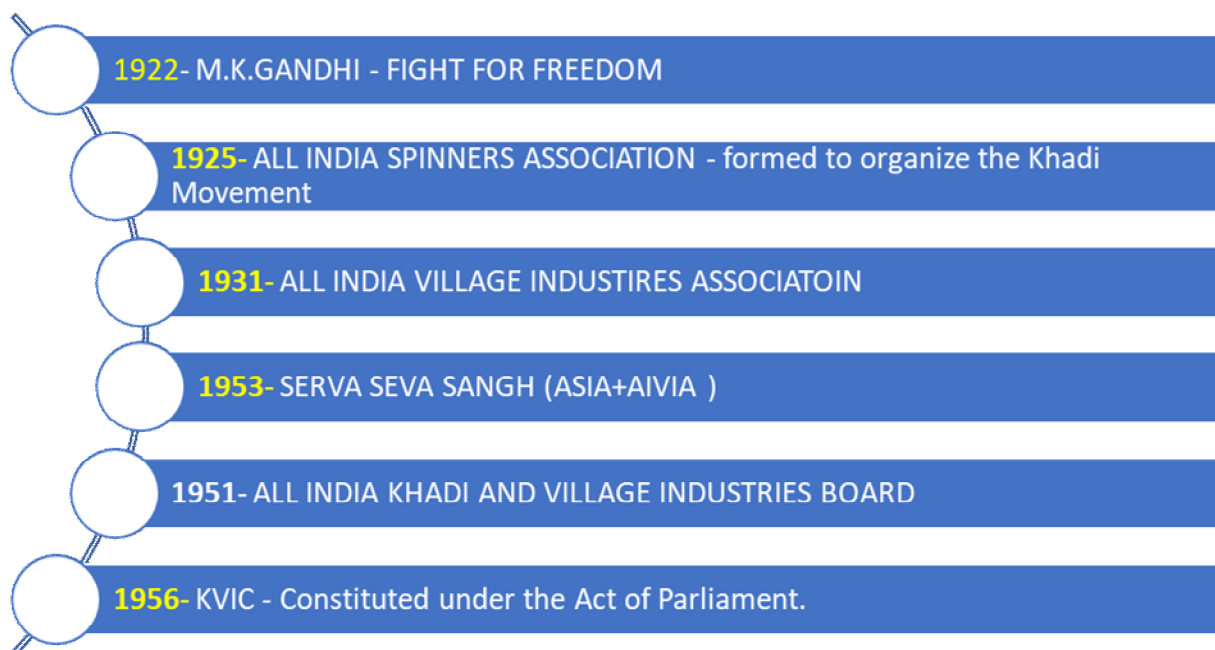 1922- M.K.GANDHI - FIGHT FOR FREEDOM
1925- ALL INDIA SPINNERS ASSOCIATION - formed to organize the Khadi
Movement
1931- ALL INDIA VILLAGE INDUSTIRES ASSOCIATOIN
1953- SERVA SEVA SANGH (ASIA+AIVIA )
1951- ALL INDIA KHADI AND VILLAGE INDUSTRIES BOARD
1956- KVIC - Constituted under the Act of Parliament.